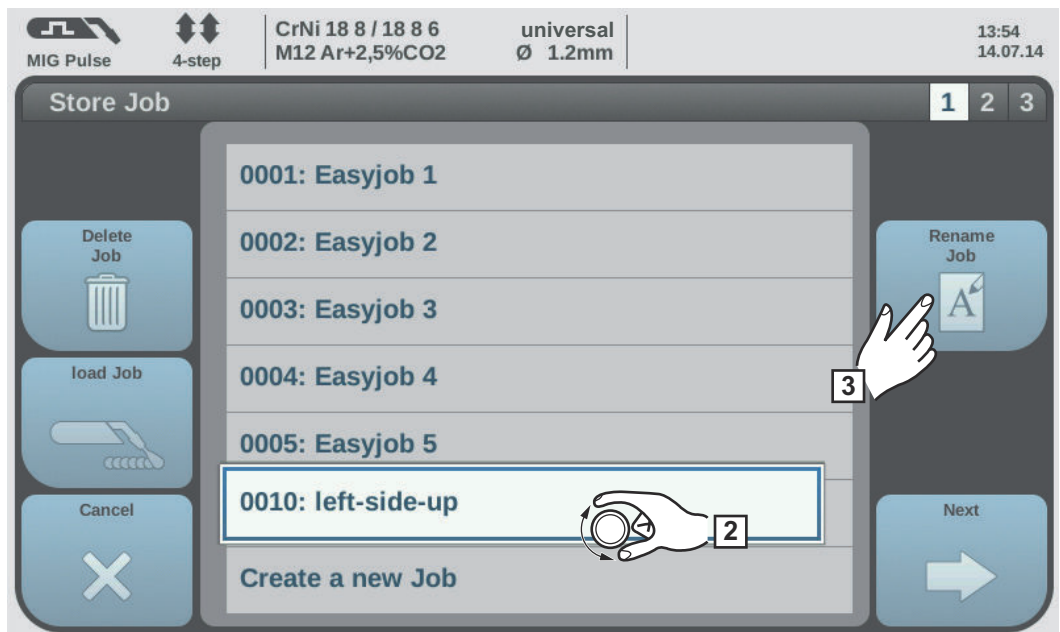 MIG Pulse
4-step
CrNi 18 8 / 18 8 6
M12 Ar+2,5%CO2
universal
Ø 1.2mm
13:54
14.07.14
Store Job
1 2 3
0001: Easyjob 1
0002: Easyjob 2
0003: Easyjob 3
0004: Easyjob 4
0005: Easyjob 5
0010: left-side-up
Create a new Job
Delete
Job
load Job
Cancel
Rename
Job
A
3
2
Next